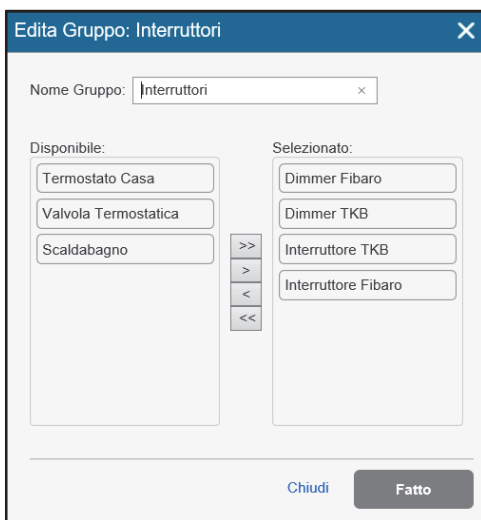 Edita Gruppo: Interruttori
Nome Gruppo: Interruttori
Disponibile:
Termostato Casa
Valvola Termostatica
Scaldabagno
>>
>
<
<<
Selezionato:
Dimmer Fibaro
Dimmer TKB
Interruttore TKB
Interruttore Fibaro
Chiudi
Fatto